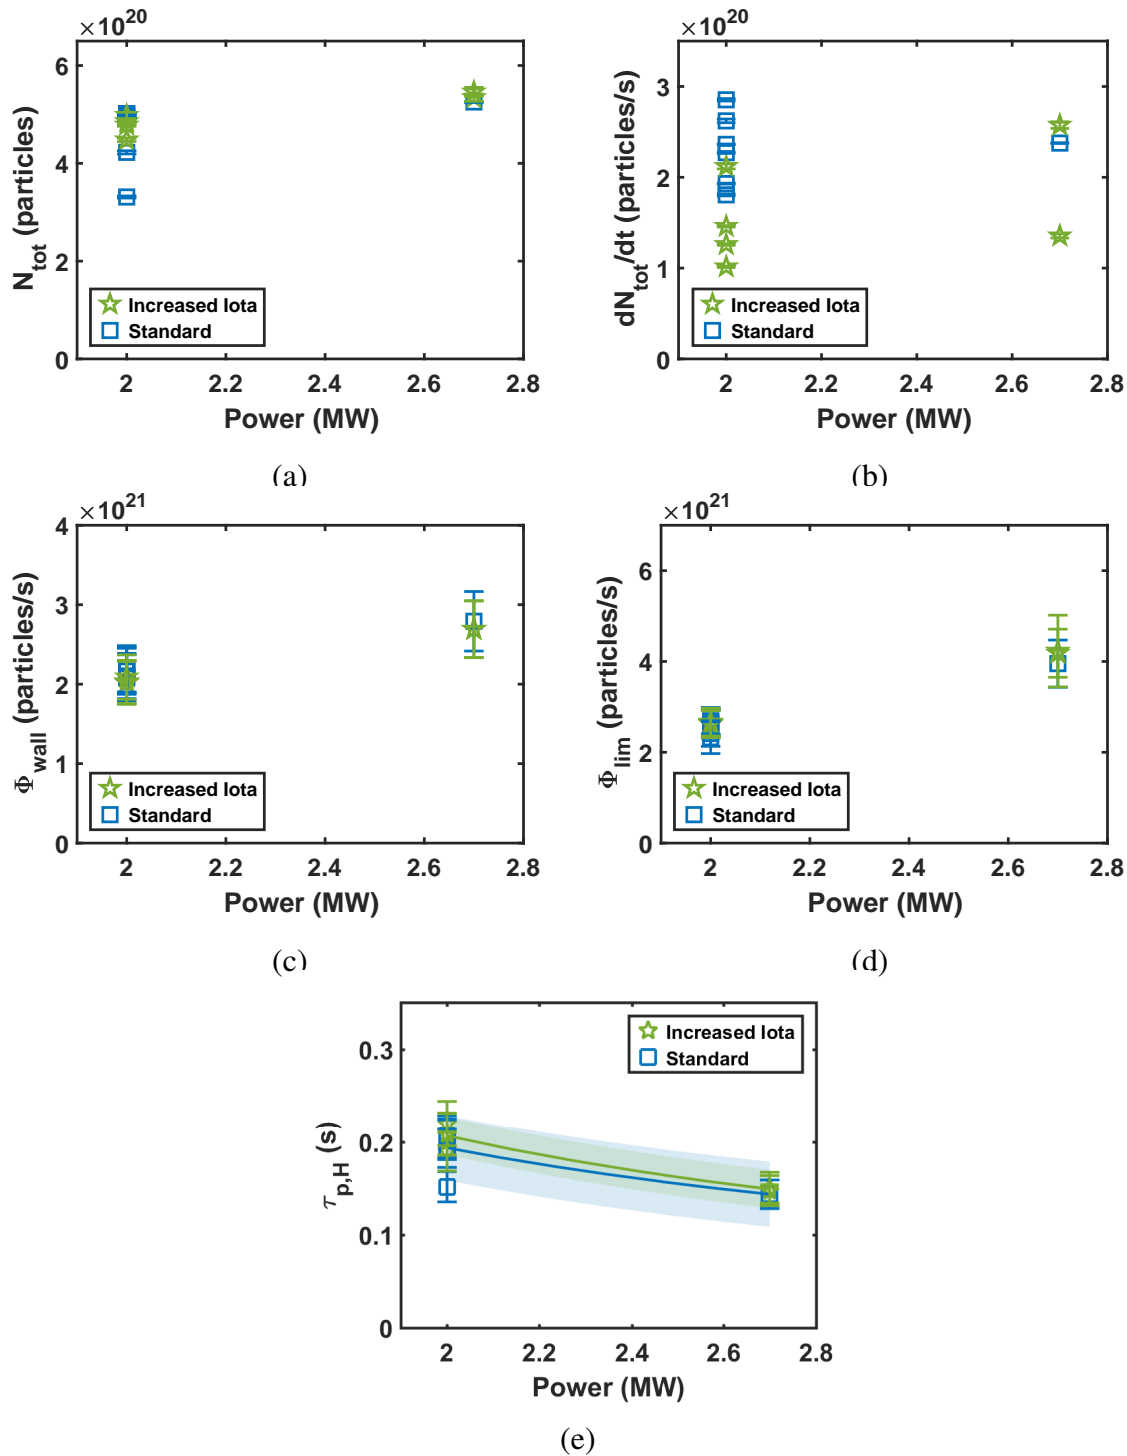 ×10^20
6
4
2
0
N_tot (particles)
Increased Iota
Standard
2 2.2 2.4 2.6 2.8
Power (MW)
(a)
×10^20
3
2
1
0
dN_tot/dt (particles/s)
Increased Iota
Standard
2 2.2 2.4 2.6 2.8
Power (MW)
(b)
×10^21
4
3
2
1
0
Φ_wall (particles/s)
Increased Iota
Standard
2 2.2 2.4 2.6 2.8
Power (MW)
(c)
×10^21
6
4
2
0
Φ_lim (particles/s)
Increased Iota
Standard
2 2.2 2.4 2.6 2.8
Power (MW)
(d)
0.3
0.2
0.1
0
τ_p,H (s)
Increased Iota
Standard
2 2.2 2.4 2.6 2.8
Power (MW)
(e)